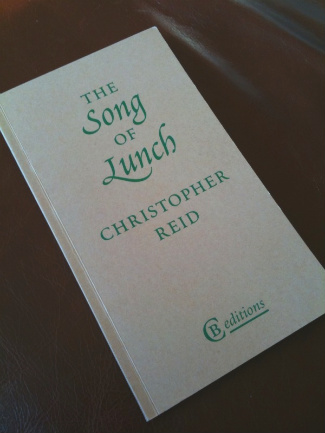 THE
Song
OF
Lunch
CHRISTOPHER
REID
CB editions